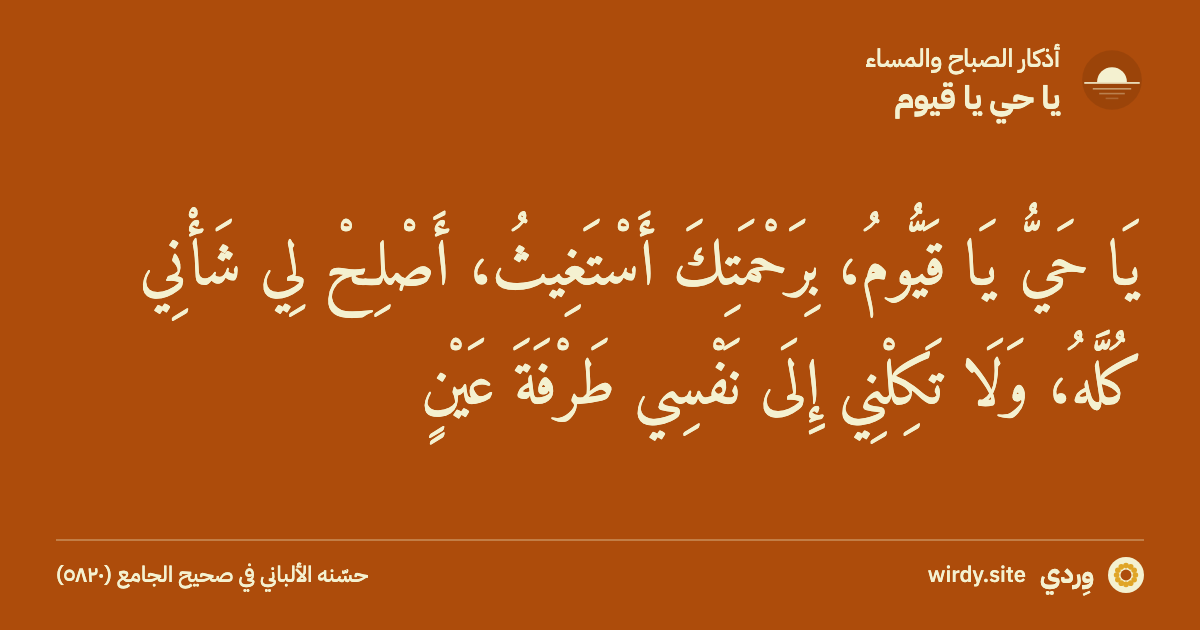 أذكار الصباح والمساء
يا حي يا قيوم
يَا حَيُّ يَا قَيُّومُ، بِرَحْمَتِكَ أَسْتَغِيثُ، أَصْلِحْ لِي شَأْنِي
كُلَّهُ، وَلَا تَكِلْنِي إِلَى نَفْسِي طَرْفَةَ عَيْنٍ
وِردي wirdy.site
حسّنه الألباني في صحيح الجامع (٥٨٢٠)